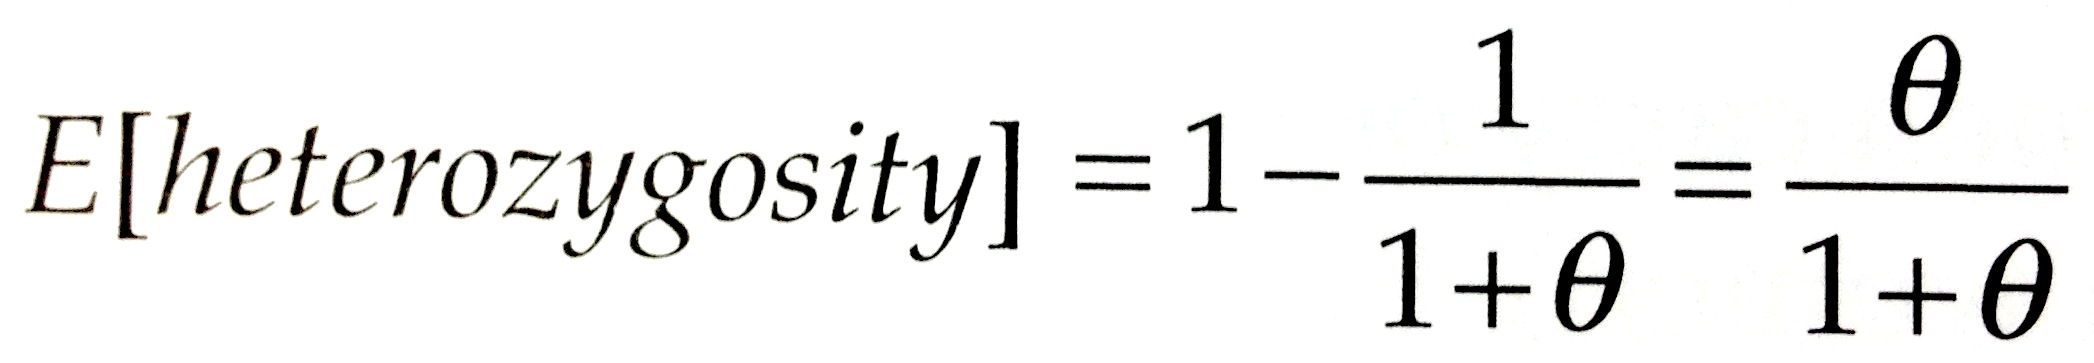 E[heterozygosity] = 1 − 1/(1+θ) = θ/(1+θ)